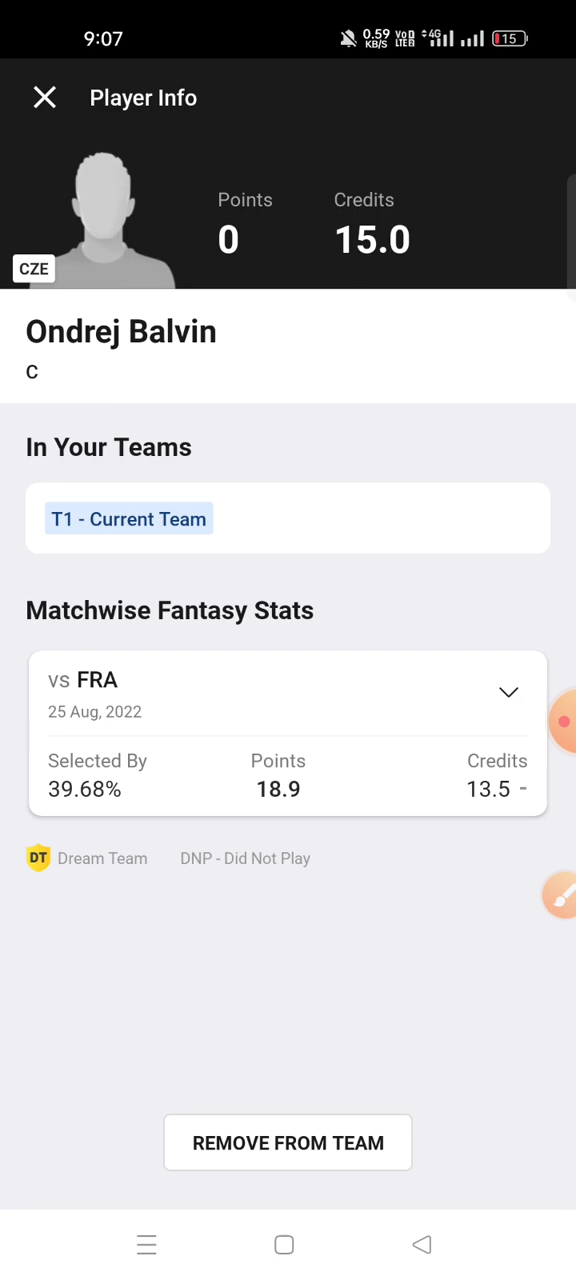 9:07
0.59 KB/S VoD LTEB 4G 15
Player Info
Points
Credits
0
15.0
CZE
Ondrej Balvin
C
In Your Teams
T1 - Current Team
Matchwise Fantasy Stats
vs FRA
25 Aug, 2022
Selected By
Points
Credits
39.68%
18.9
13.5 -
DT Dream Team
DNP - Did Not Play
REMOVE FROM TEAM